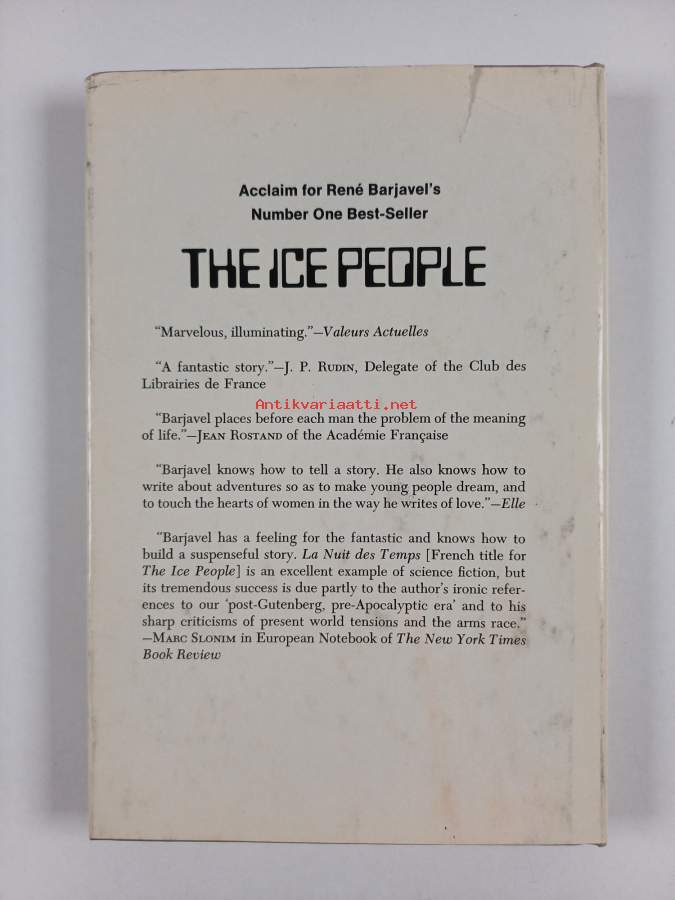 Acclaim for René Barjavel's
Number One Best-Seller
THE ICE PEOPLE
“Marvelous, illuminating.”—Valeurs Actuelles
“A fantastic story.”—J. P. RUDIN, Delegate of the Club des
Librairies de France
Antikvariaatti.net
“Barjavel places before each man the problem of the meaning
of life.”—JEAN ROSTAND of the Académie Française
“Barjavel knows how to tell a story. He also knows how to
write about adventures so as to make young people dream, and
to touch the hearts of women in the way he writes of love.”—Elle
“Barjavel has a feeling for the fantastic and knows how to
build a suspenseful story. La Nuit des Temps [French title for
The Ice People] is an excellent example of science fiction, but
its tremendous success is due partly to the author's ironic refer-
ences to our ‘post-Gutenberg, pre-Apocalyptic era’ and to his
sharp criticisms of present world tensions and the arms race.”
—MARC SLONIM in European Notebook of The New York Times
Book Review